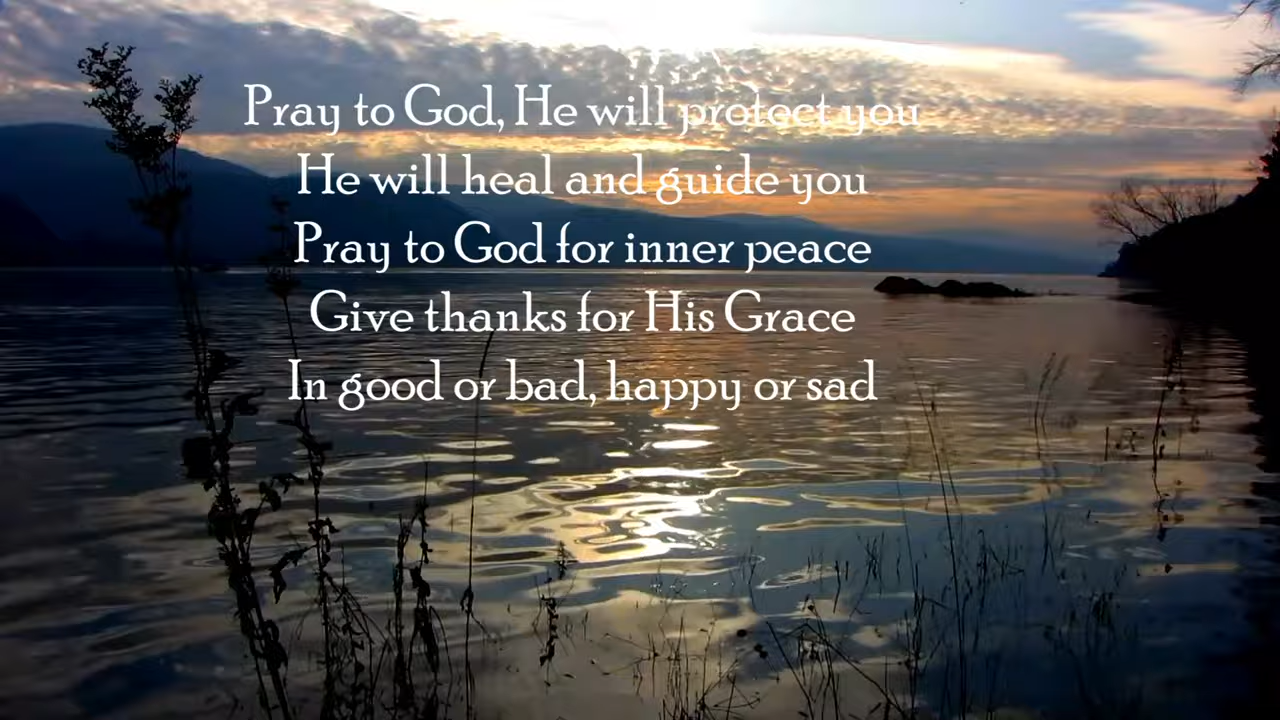 Pray to God, He will protect you
He will heal and guide you
Pray to God for inner peace
Give thanks for His Grace
In good or bad, happy or sad